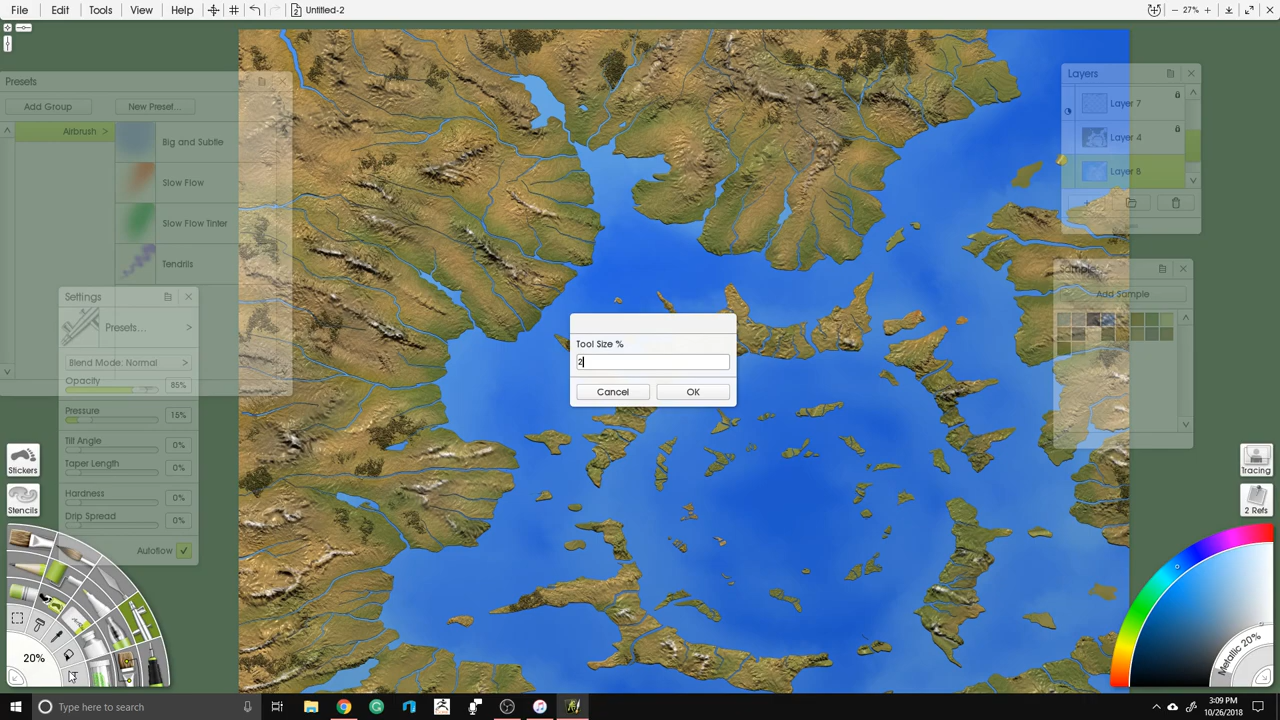 File Edit Tools View Help Untitled-2 27%
Presets
Add Group New Preset...
Airbrush >
Big and Subtle
Slow Flow
Slow Flow Tinter
Tendrils
Settings
Presets... >
Blend Mode: Normal >
Opacity 85%
Pressure 15%
Tilt Angle 0%
Taper Length 0%
Hardness 0%
Drip Spread 0%
Autoflow
Stickers
Stencils
20%
Tool Size %
2
Cancel OK
Layers
Layer 7
Layer 4
Layer 8
Samples
Add Sample
Tracing
2 Refs
Metallic 20%
Type here to search
3:09 PM
10/26/2018